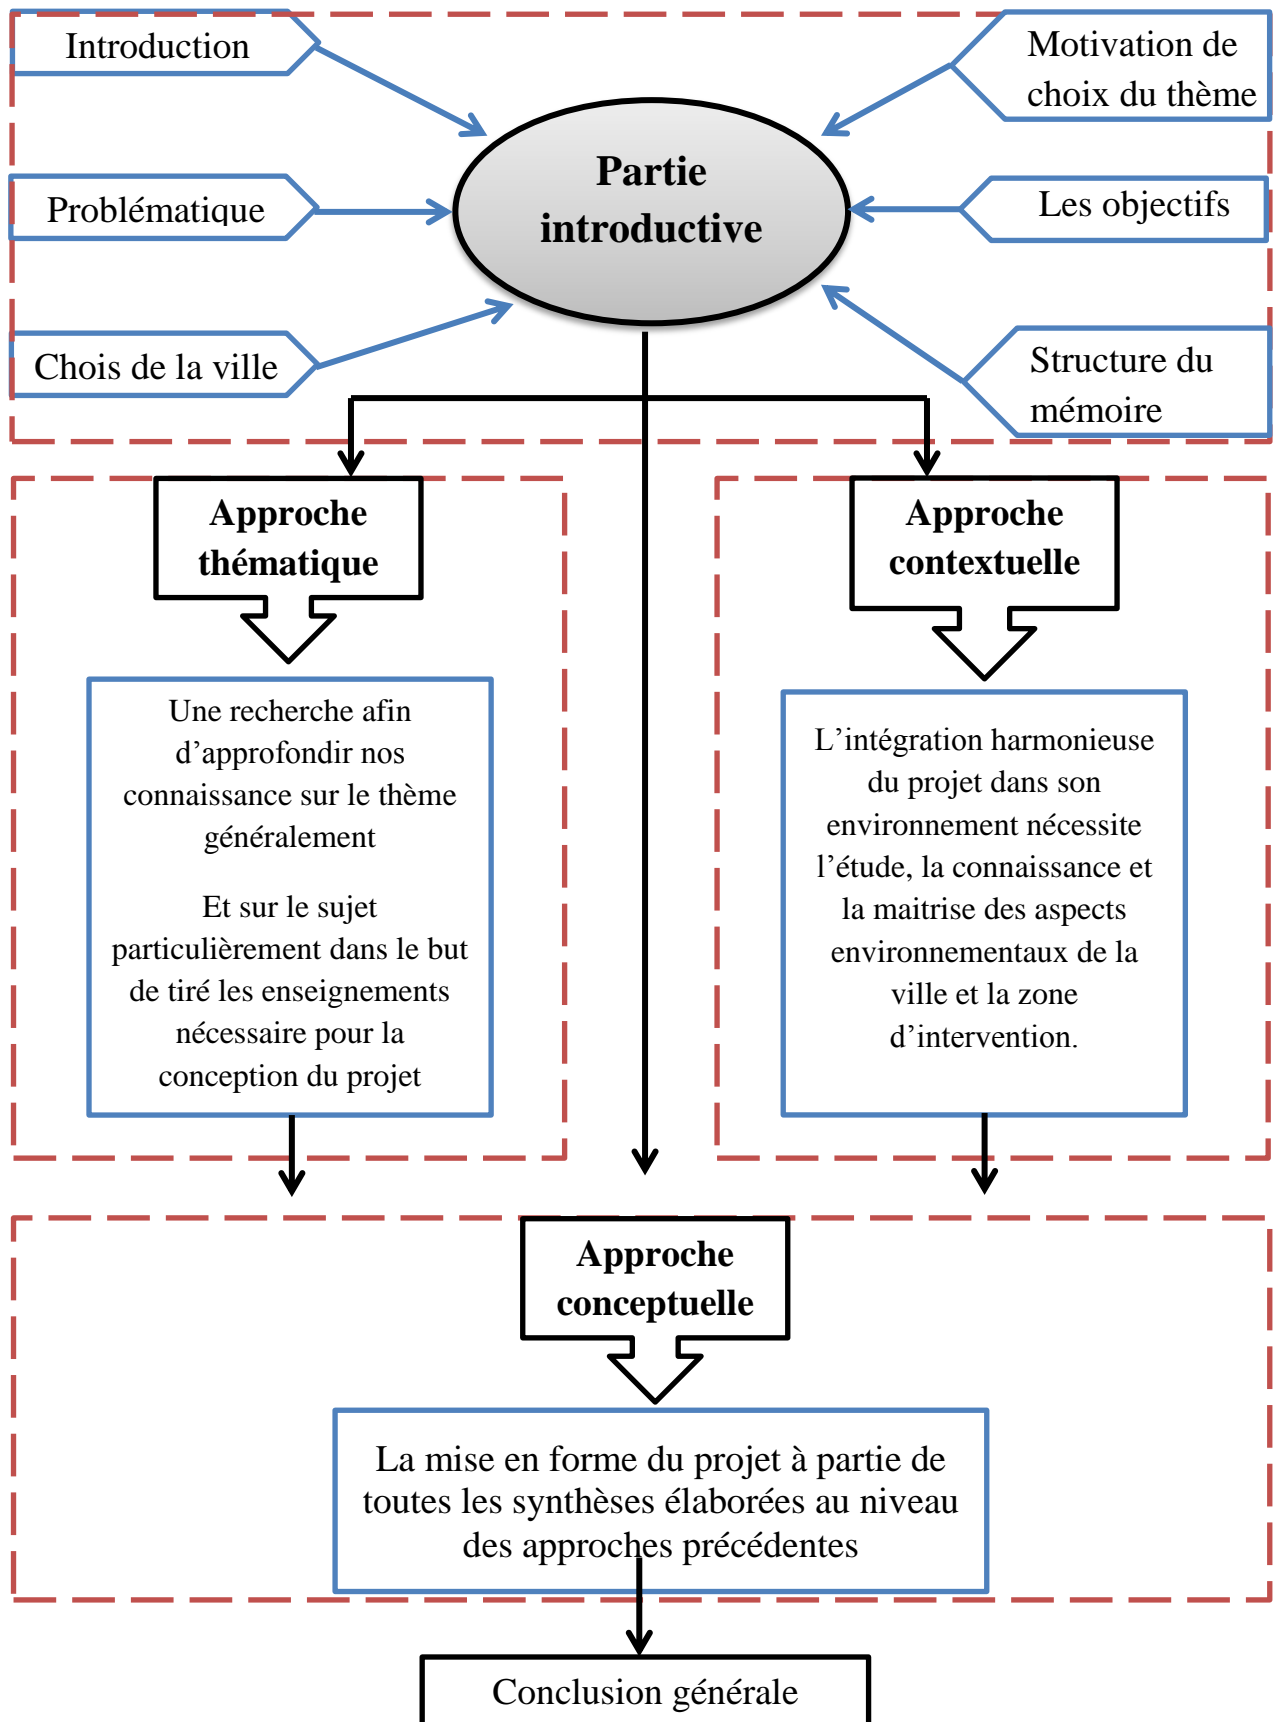 Introduction
Motivation de
choix du thème
Partie
introductive
Problématique
Les objectifs
Chois de la ville
Structure du
mémoire
Approche
thématique
Approche
contextuelle
Une recherche afin
d’approfondir nos
connaissance sur le thème
généralement
Et sur le sujet
particulièrement dans le but
de tiré les enseignements
nécessaire pour la
conception du projet
L’intégration harmonieuse
du projet dans son
environnement nécessite
l’étude, la connaissance et
la maitrise des aspects
environnementaux de la
ville et la zone
d’intervention.
Approche
conceptuelle
La mise en forme du projet à partie de
toutes les synthèses élaborées au niveau
des approches précédentes
Conclusion générale